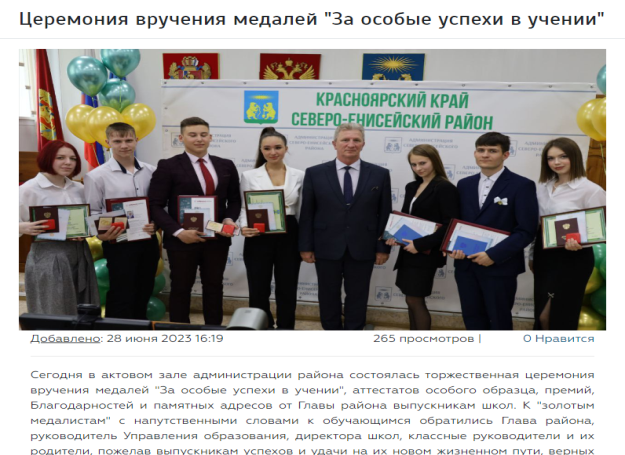 Церемония вручения медалей "За особые успехи в учении"
КРАСНОЯРСКИЙ КРАЙ
СЕВЕРО-ЕНИСЕЙСКИЙ РАЙОН
Добавлено: 28 июня 2023 16:19 265 просмотров | 0 Нравится
Сегодня в актовом зале администрации района состоялась торжественная церемония
вручения медалей "За особые успехи в учении", аттестатов особого образца, премий,
Благодарностей и памятных адресов от Главы района выпускникам школ. К "золотым
медалистам" с напутственными словами к обучающимся обратились Глава района,
руководитель Управления образования, директора школ, классные руководители и их
родители, пожелав выпускникам успехов и удачи на их новом жизненном пути, верных